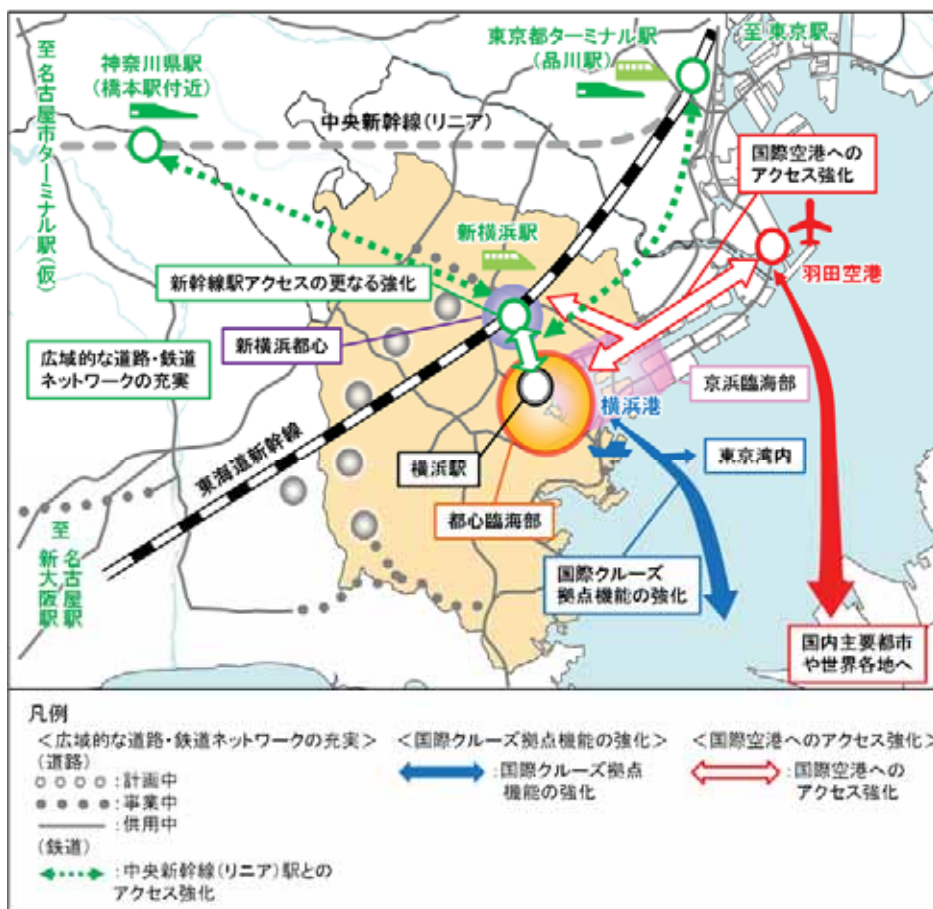 神奈川県駅
(橋本駅付近)
東京都ターミナル駅
(品川駅)
至 東京駅
至 名古屋市ターミナル駅(仮)
中央新幹線(リニア)
国際空港への
アクセス強化
新横浜駅
羽田空港
新幹線駅アクセスの更なる強化
新横浜都心
広域的な道路・鉄道
ネットワークの充実
京浜臨海部
横浜港
東海道新幹線
横浜駅
東京湾内
都心臨海部
至 名古屋駅
新大阪駅
国際クルーズ
拠点機能の強化
国内主要都市
や世界各地へ
凡例
<広域的な道路・鉄道ネットワークの充実>
(道路)
:計画中
:事業中
:供用中
(鉄道)
:中央新幹線(リニア)駅との
アクセス強化
<国際クルーズ拠点機能の強化>
:国際クルーズ拠点
機能の強化
<国際空港へのアクセス強化>
:国際空港への
アクセス強化